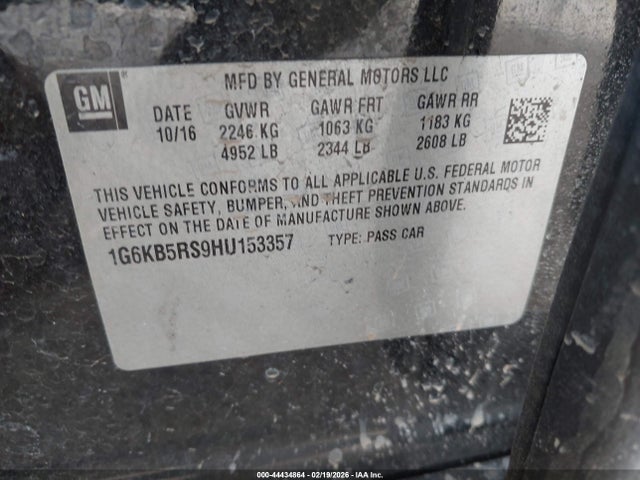 GM
MFD BY GENERAL MOTORS LLC
DATE GVWR GAWR FRT GAWR RR
10/16 2246 KG 1063 KG 1183 KG
4952 LB 2344 LB 2608 LB
THIS VEHICLE CONFORMS TO ALL APPLICABLE U.S. FEDERAL MOTOR
VEHICLE SAFETY, BUMPER, AND THEFT PREVENTION STANDARDS IN
EFFECT ON THE DATE OF MANUFACTURE SHOWN ABOVE.
1G6KB5RS9HU153357 TYPE: PASS CAR
000-44434864 | 02/19/2026 | IAA Inc.